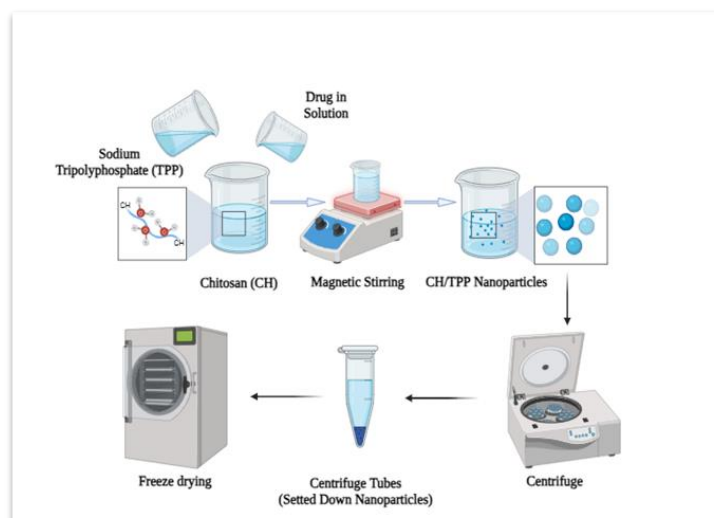 Drug in
Solution
Sodium
Tripolyphosphate (TPP)
CH
CH
Chitosan (CH)
Magnetic Stirring
CH/TPP Nanoparticles
Freeze drying
Centrifuge Tubes
(Setted Down Nanoparticles)
Centrifuge